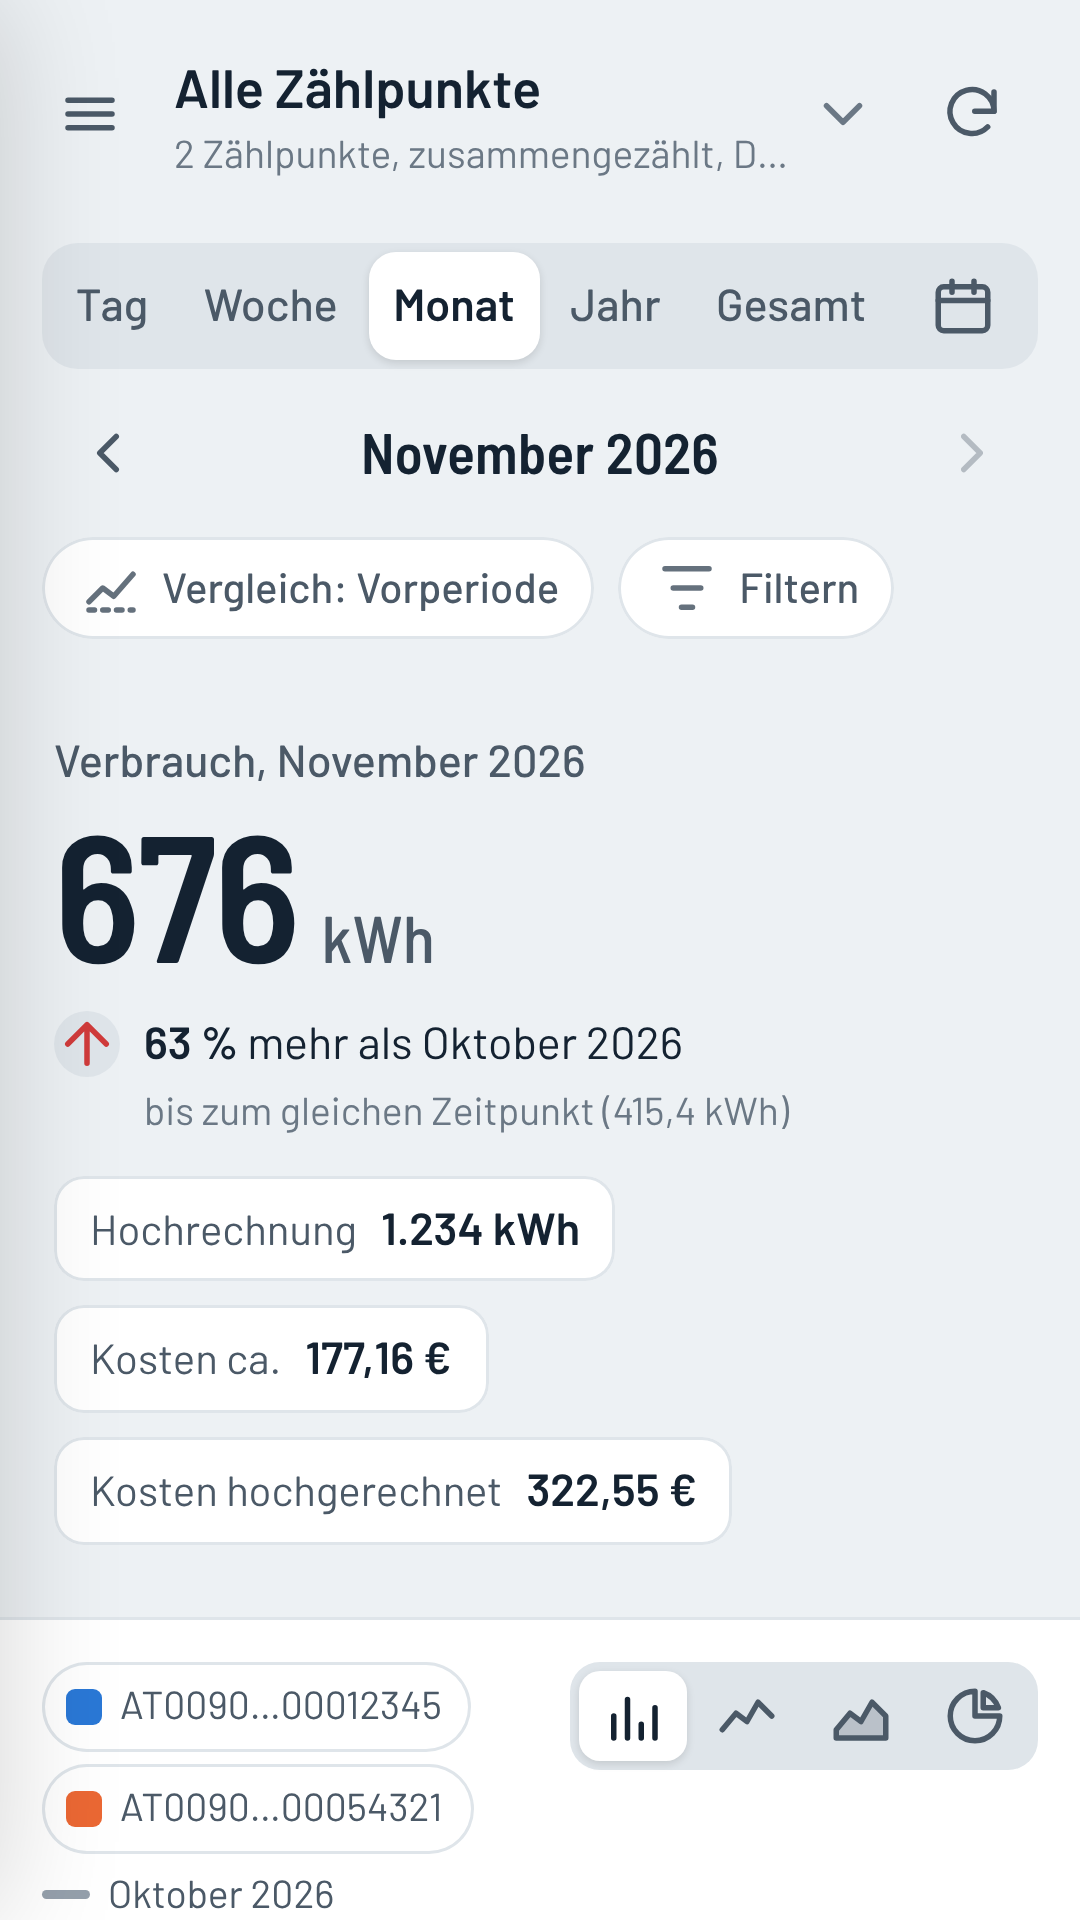 Alle Zählpunkte
2 Zählpunkte, zusammengezählt, D...
Tag Woche Monat Jahr Gesamt
November 2026
Vergleich: Vorperiode Filtern
Verbrauch, November 2026
676 kWh
63 % mehr als Oktober 2026
bis zum gleichen Zeitpunkt (415,4 kWh)
Hochrechnung 1.234 kWh
Kosten ca. 177,16 €
Kosten hochgerechnet 322,55 €
AT0090...00012345
AT0090...00054321
Oktober 2026